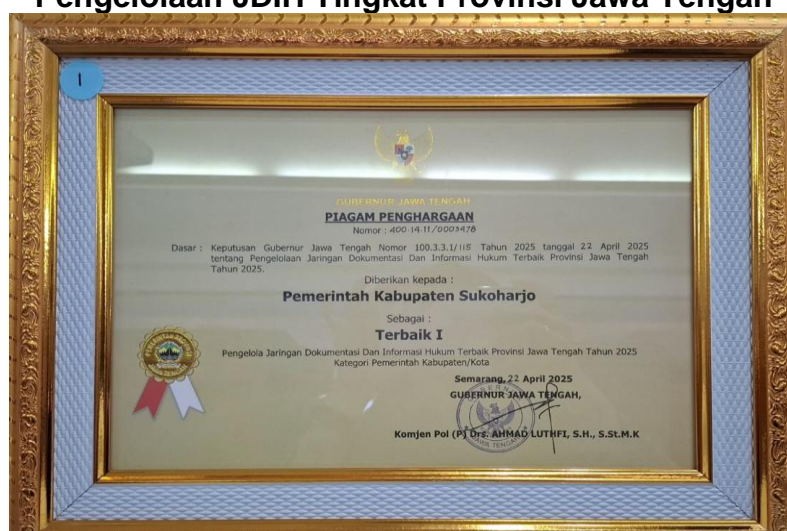 Pengelolaan JDIH Tingkat Provinsi Jawa Tengah
1
GUBERNUR JAWA TENGAH
PIAGAM PENGHARGAAN
Nomor : 400.14.11/0003478
Dasar : Keputusan Gubernur Jawa Tengah Nomor 100.3.3.1/115 Tahun 2025 tanggal 22 April 2025
tentang Pengelolaan Jaringan Dokumentasi Dan Informasi Hukum Terbaik Provinsi Jawa Tengah
Tahun 2025.
Diberikan kepada :
Pemerintah Kabupaten Sukoharjo
Sebagai :
Terbaik I
Pengelola Jaringan Dokumentasi Dan Informasi Hukum Terbaik Provinsi Jawa Tengah Tahun 2025
Kategori Pemerintah Kabupaten/Kota
Semarang, 22 April 2025
GUBERNUR JAWA TENGAH,
Komjen Pol (P) Drs. AHMAD LUTHFI, S.H., S.St.M.K